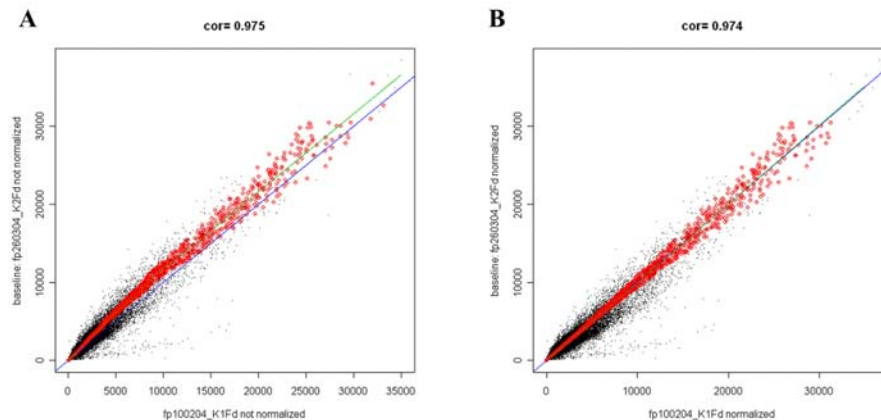 A
cor= 0.975
baseline: fp260304_K2Fd not normalized
30000
20000
10000
0
0 5000 10000 15000 20000 25000 30000 35000
fp100204_K1Fd not normalized
B
cor= 0.974
baseline: fp260304_K2Fd normalized
30000
20000
10000
0
0 10000 20000 30000
fp100204_K1Fd normalized